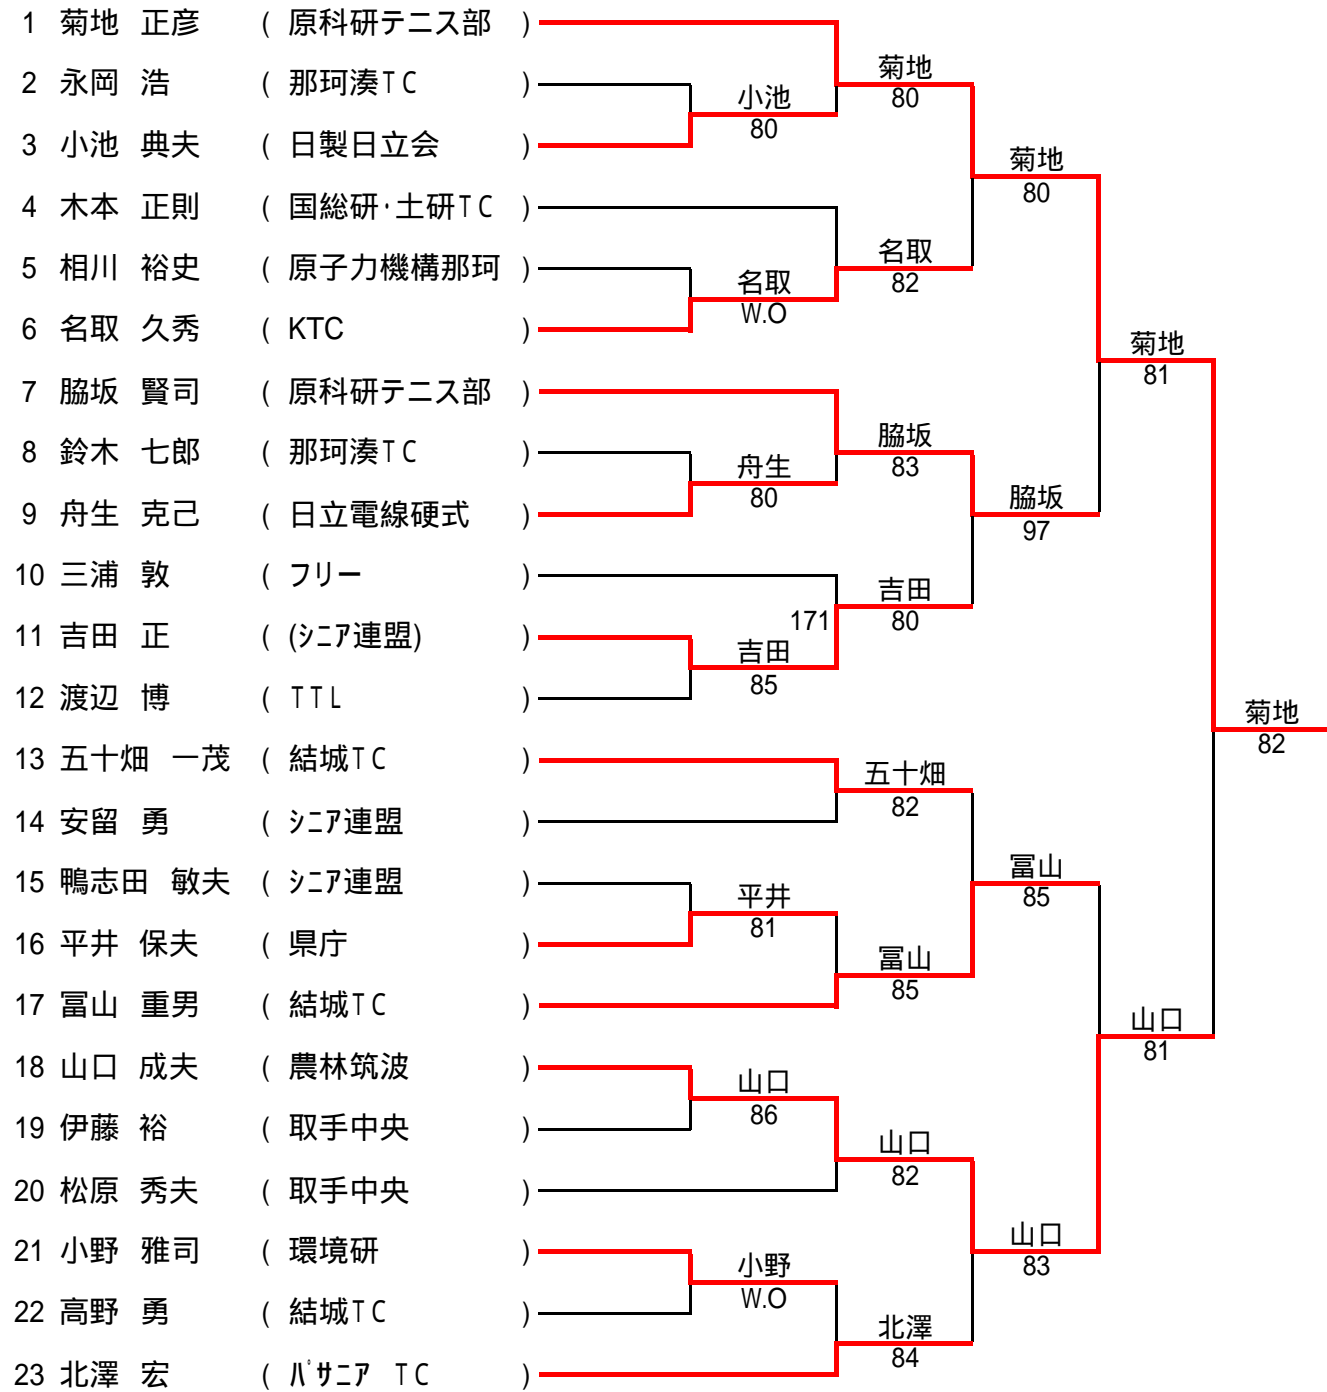 1 菊地 正彦 ( 原科研テニス部 )
菊地
80
2 永岡 浩 ( 那珂湊TC )
小池
80
3 小池 典夫 ( 日製日立会 )
菊地
80
4 木本 正則 ( 国総研・土研TC )
名取
82
5 相川 裕史 ( 原子力機構那珂 )
名取
W.O
6 名取 久秀 ( KTC )
菊地
81
7 脇坂 賢司 ( 原科研テニス部 )
脇坂
83
8 鈴木 七郎 ( 那珂湊TC )
舟生
80
9 舟生 克己 ( 日立電線硬式 )
脇坂
97
10 三浦 敦 ( フリー )
吉田
80
171
11 吉田 正 ( (シニア連盟) )
吉田
85
12 渡辺 博 ( TTL )
菊地
82
13 五十畑 一茂 ( 結城TC )
五十畑
82
14 安留 勇 ( シニア連盟 )
15 鴨志田 敏夫 ( シニア連盟 )
冨山
85
平井
81
16 平井 保夫 ( 県庁 )
冨山
85
17 冨山 重男 ( 結城TC )
山口
81
18 山口 成夫 ( 農林筑波 )
山口
86
19 伊藤 裕 ( 取手中央 )
山口
82
20 松原 秀夫 ( 取手中央 )
山口
83
21 小野 雅司 ( 環境研 )
小野
W.O
22 高野 勇 ( 結城TC )
北澤
84
23 北澤 宏 ( パサニア TC )